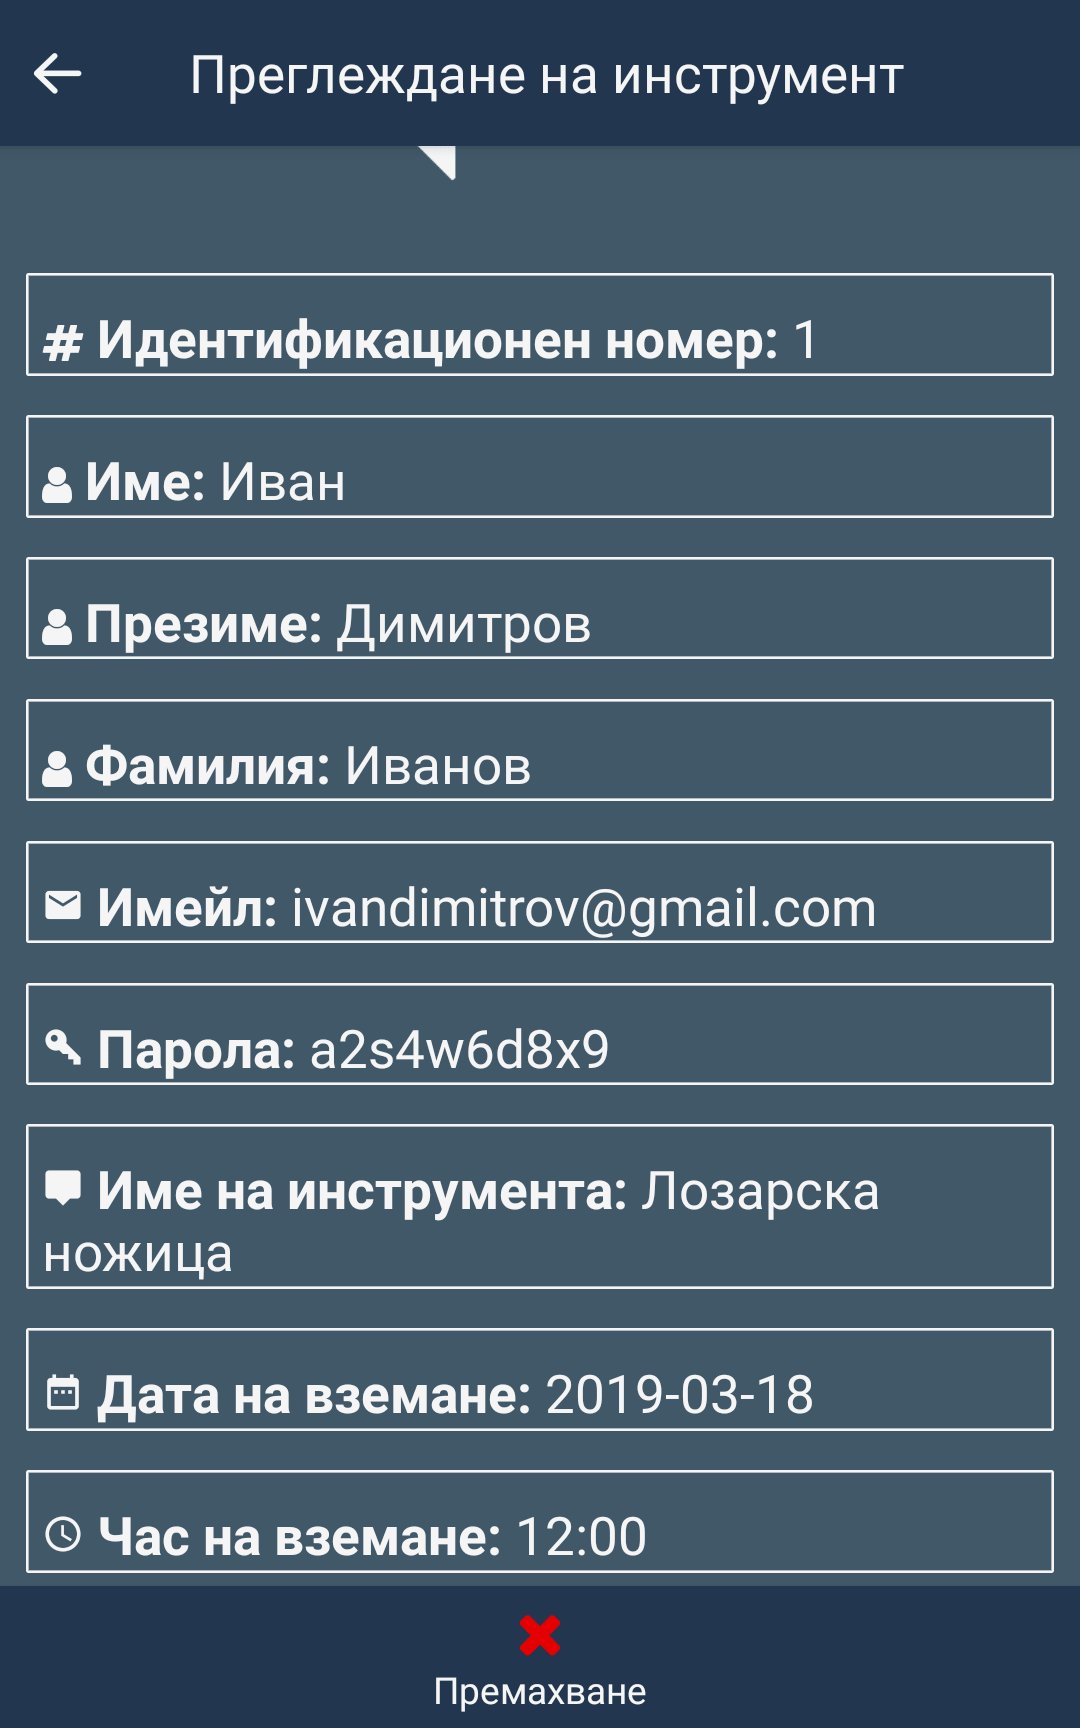 Преглеждане на инструмент
# Идентификационен номер: 1
Име: Иван
Презиме: Димитров
Фамилия: Иванов
Имейл: ivandimitrov@gmail.com
Парола: a2s4w6d8x9
Име на инструмента: Лозарска
ножица
Дата на вземане: 2019-03-18
Час на вземане: 12:00
Премахване